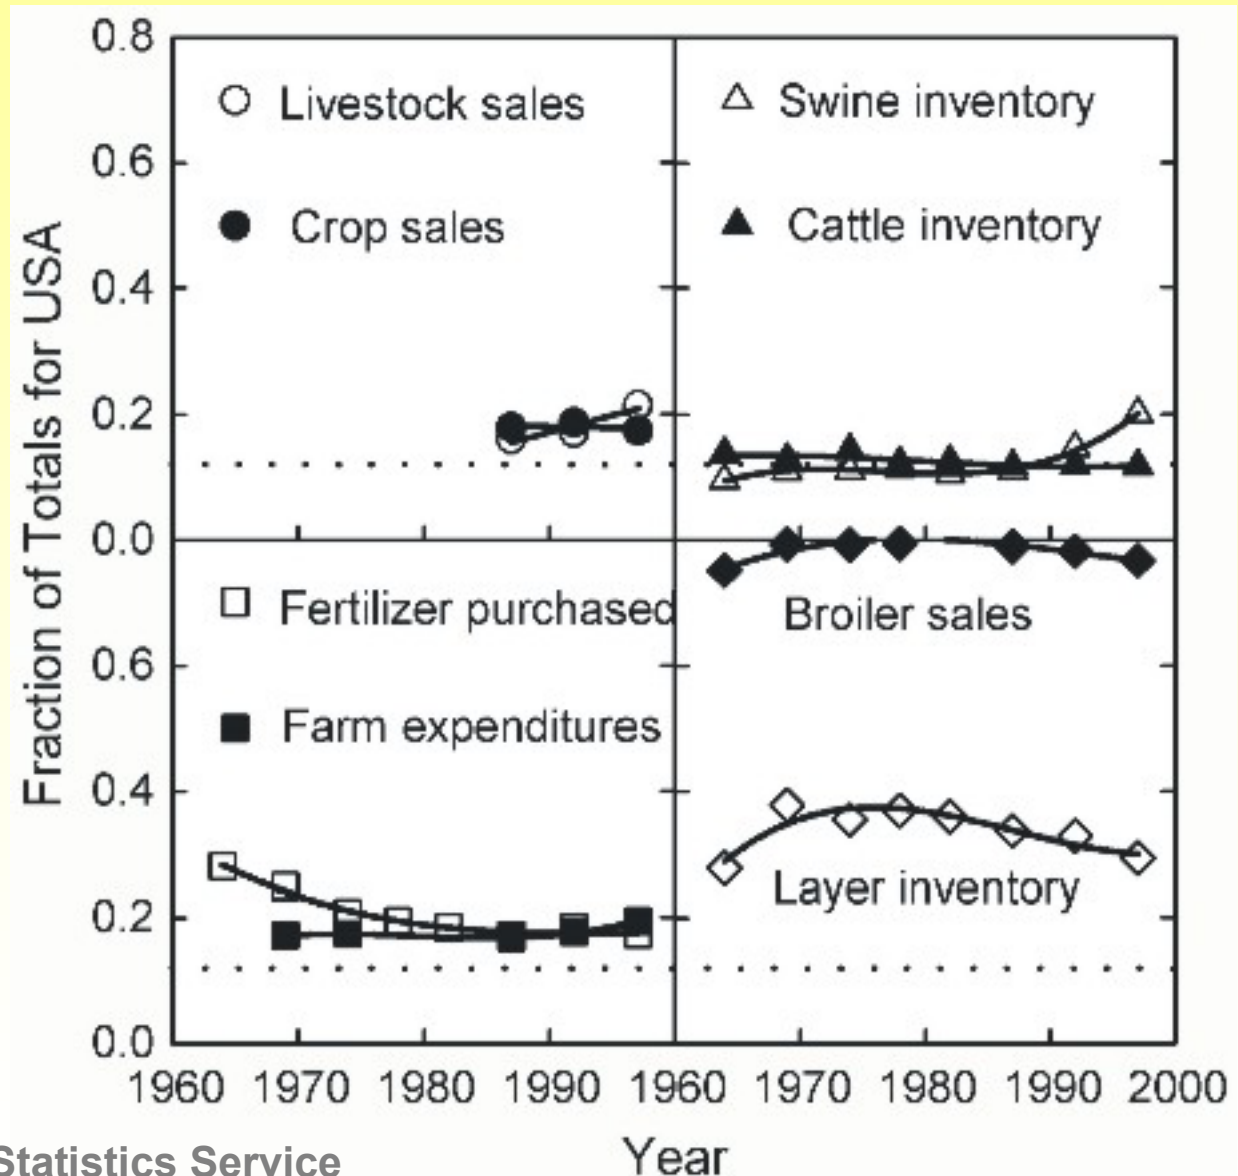 0.8
0.6
0.4
0.2
0.0
0.6
0.4
0.2
0.0
Fraction of Totals for USA
Livestock sales
Crop sales
Swine inventory
Cattle inventory
Fertilizer purchased
Farm expenditures
Broiler sales
Layer inventory
1960 1970 1980 1990 1960 1970 1980 1990 2000
Year
Statistics Service